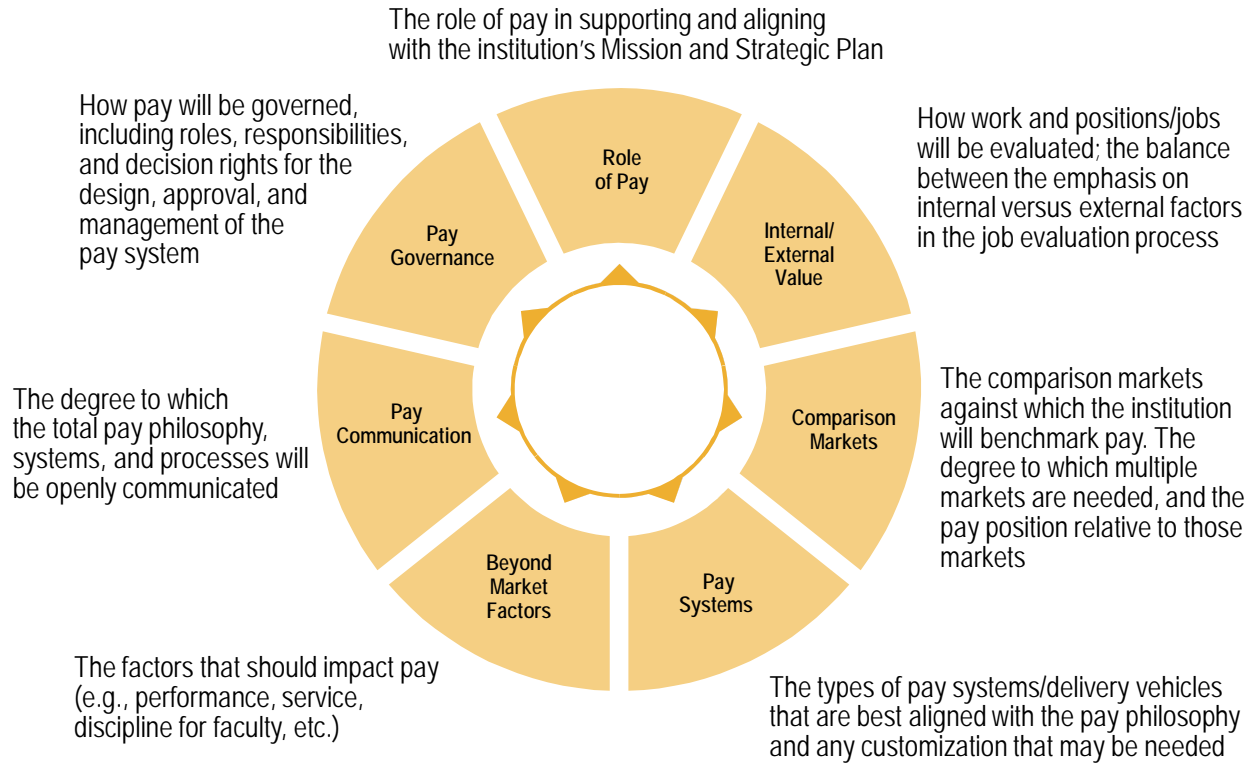 The role of pay in supporting and aligning
with the institution's Mission and Strategic Plan
Role
of Pay
How work and positions/jobs
will be evaluated; the balance
between the emphasis on
internal versus external factors
in the job evaluation process
Internal/
External
Value
The comparison markets
against which the institution
will benchmark pay. The
degree to which multiple
markets are needed, and the
pay position relative to those
markets
Comparison
Markets
The types of pay systems/delivery vehicles
that are best aligned with the pay philosophy
and any customization that may be needed
Pay
Systems
The factors that should impact pay
(e.g., performance, service,
discipline for faculty, etc.)
Beyond
Market
Factors
The degree to which
the total pay philosophy,
systems, and processes will
be openly communicated
Pay
Communication
How pay will be governed,
including roles, responsibilities,
and decision rights for the
design, approval, and
management of the
pay system
Pay
Governance